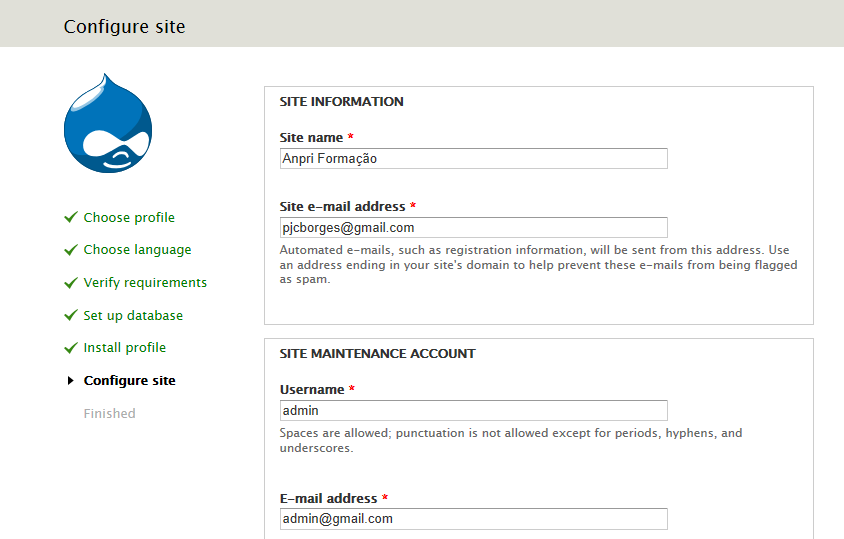 Configure site
Choose profile
Choose language
Verify requirements
Set up database
Install profile
Configure site
Finished
SITE INFORMATION
Site name *
Anpri Formação
Site e-mail address *
pjcborges@gmail.com
Automated e-mails, such as registration information, will be sent from this address. Use
an address ending in your site's domain to help prevent these e-mails from being flagged
as spam.
SITE MAINTENANCE ACCOUNT
Username *
admin
Spaces are allowed; punctuation is not allowed except for periods, hyphens, and
underscores.
E-mail address *
admin@gmail.com